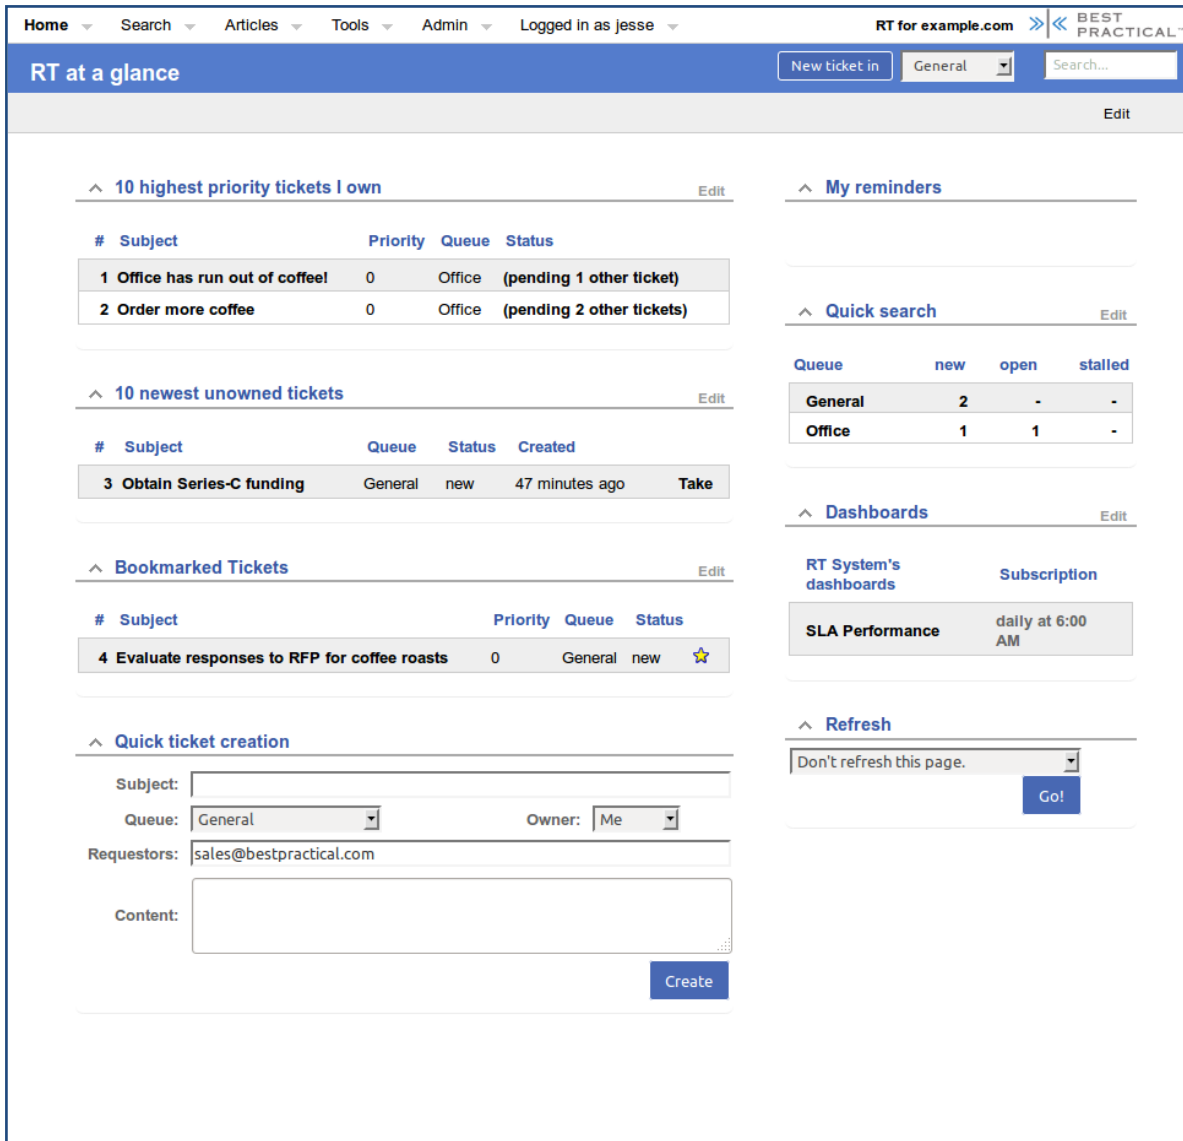 Home Search Articles Tools Admin Logged in as jesse RT for example.com BEST PRACTICAL™
RT at a glance New ticket in General Search...
Edit
10 highest priority tickets I own Edit
# Subject Priority Queue Status
1 Office has run out of coffee! 0 Office (pending 1 other ticket)
2 Order more coffee 0 Office (pending 2 other tickets)
10 newest unowned tickets Edit
# Subject Queue Status Created
3 Obtain Series-C funding General new 47 minutes ago Take
Bookmarked Tickets Edit
# Subject Priority Queue Status
4 Evaluate responses to RFP for coffee roasts 0 General new
Quick ticket creation
Subject:
Queue: General Owner: Me
Requestors: sales@bestpractical.com
Content:
Create
My reminders
Quick search Edit
Queue new open stalled
General 2 - -
Office 1 1 -
Dashboards Edit
RT System's
dashboards Subscription
SLA Performance daily at 6:00
AM
Refresh
Don't refresh this page.
Go!